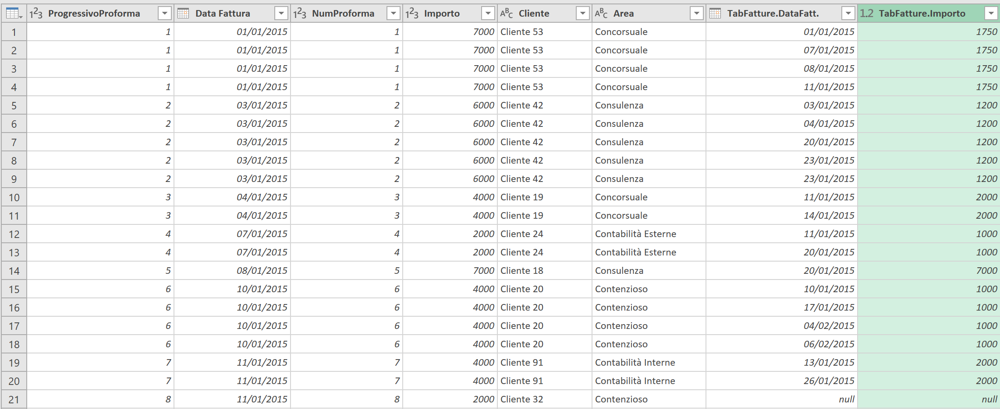 1²3 ProgressivoProforma Data Fattura 1²3 NumProforma 1²3 Importo ABC Cliente ABC Area TabFatture.DataFatt. 1.2 TabFatture.Importo
1 1 01/01/2015 1 7000 Cliente 53 Concorsuale 01/01/2015 1750
2 1 01/01/2015 1 7000 Cliente 53 Concorsuale 07/01/2015 1750
3 1 01/01/2015 1 7000 Cliente 53 Concorsuale 08/01/2015 1750
4 1 01/01/2015 1 7000 Cliente 53 Concorsuale 11/01/2015 1750
5 2 03/01/2015 2 6000 Cliente 42 Consulenza 03/01/2015 1200
6 2 03/01/2015 2 6000 Cliente 42 Consulenza 04/01/2015 1200
7 2 03/01/2015 2 6000 Cliente 42 Consulenza 20/01/2015 1200
8 2 03/01/2015 2 6000 Cliente 42 Consulenza 23/01/2015 1200
9 2 03/01/2015 2 6000 Cliente 42 Consulenza 23/01/2015 1200
10 3 04/01/2015 3 4000 Cliente 19 Concorsuale 11/01/2015 2000
11 3 04/01/2015 3 4000 Cliente 19 Concorsuale 14/01/2015 2000
12 4 07/01/2015 4 2000 Cliente 24 Contabilità Esterne 11/01/2015 1000
13 4 07/01/2015 4 2000 Cliente 24 Contabilità Esterne 20/01/2015 1000
14 5 08/01/2015 5 7000 Cliente 18 Consulenza 20/01/2015 7000
15 6 10/01/2015 6 4000 Cliente 20 Contenzioso 10/01/2015 1000
16 6 10/01/2015 6 4000 Cliente 20 Contenzioso 17/01/2015 1000
17 6 10/01/2015 6 4000 Cliente 20 Contenzioso 04/02/2015 1000
18 6 10/01/2015 6 4000 Cliente 20 Contenzioso 06/02/2015 1000
19 7 11/01/2015 7 4000 Cliente 91 Contabilità Interne 13/01/2015 2000
20 7 11/01/2015 7 4000 Cliente 91 Contabilità Interne 26/01/2015 2000
21 8 11/01/2015 8 2000 Cliente 32 Contenzioso null null